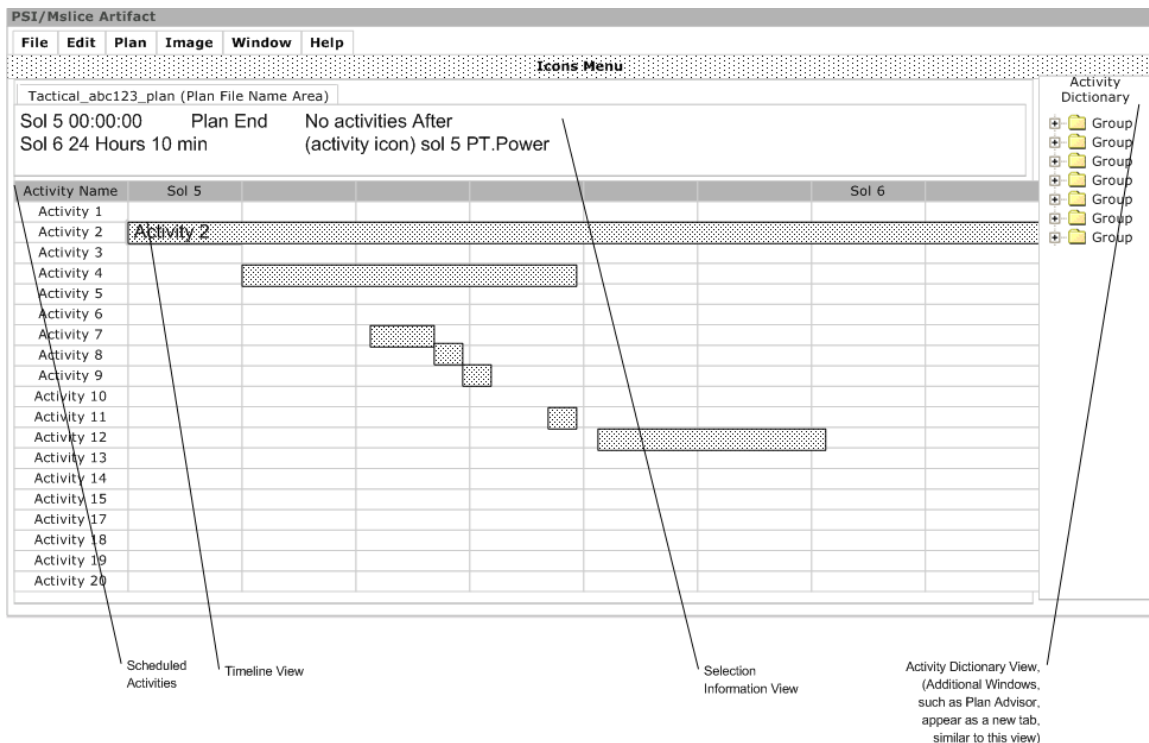 PSI/Mslice Artifact
File Edit Plan Image Window Help
Icons Menu
Tactical_abc123_plan (Plan File Name Area)
Sol 5 00:00:00 Plan End No activities After
Sol 6 24 Hours 10 min (activity icon) sol 5 PT.Power
Activity
Dictionary
Group
Group
Group
Group
Group
Group
Group
Activity Name Sol 5 Sol 6
Activity 1
Activity 2 Activity 2
Activity 3
Activity 4
Activity 5
Activity 6
Activity 7
Activity 8
Activity 9
Activity 10
Activity 11
Activity 12
Activity 13
Activity 14
Activity 15
Activity 17
Activity 18
Activity 19
Activity 20
Scheduled
Activities
Timeline View
Selection
Information View
Activity Dictionary View,
(Additional Windows,
such as Plan Advisor,
appear as a new tab,
similar to this view)